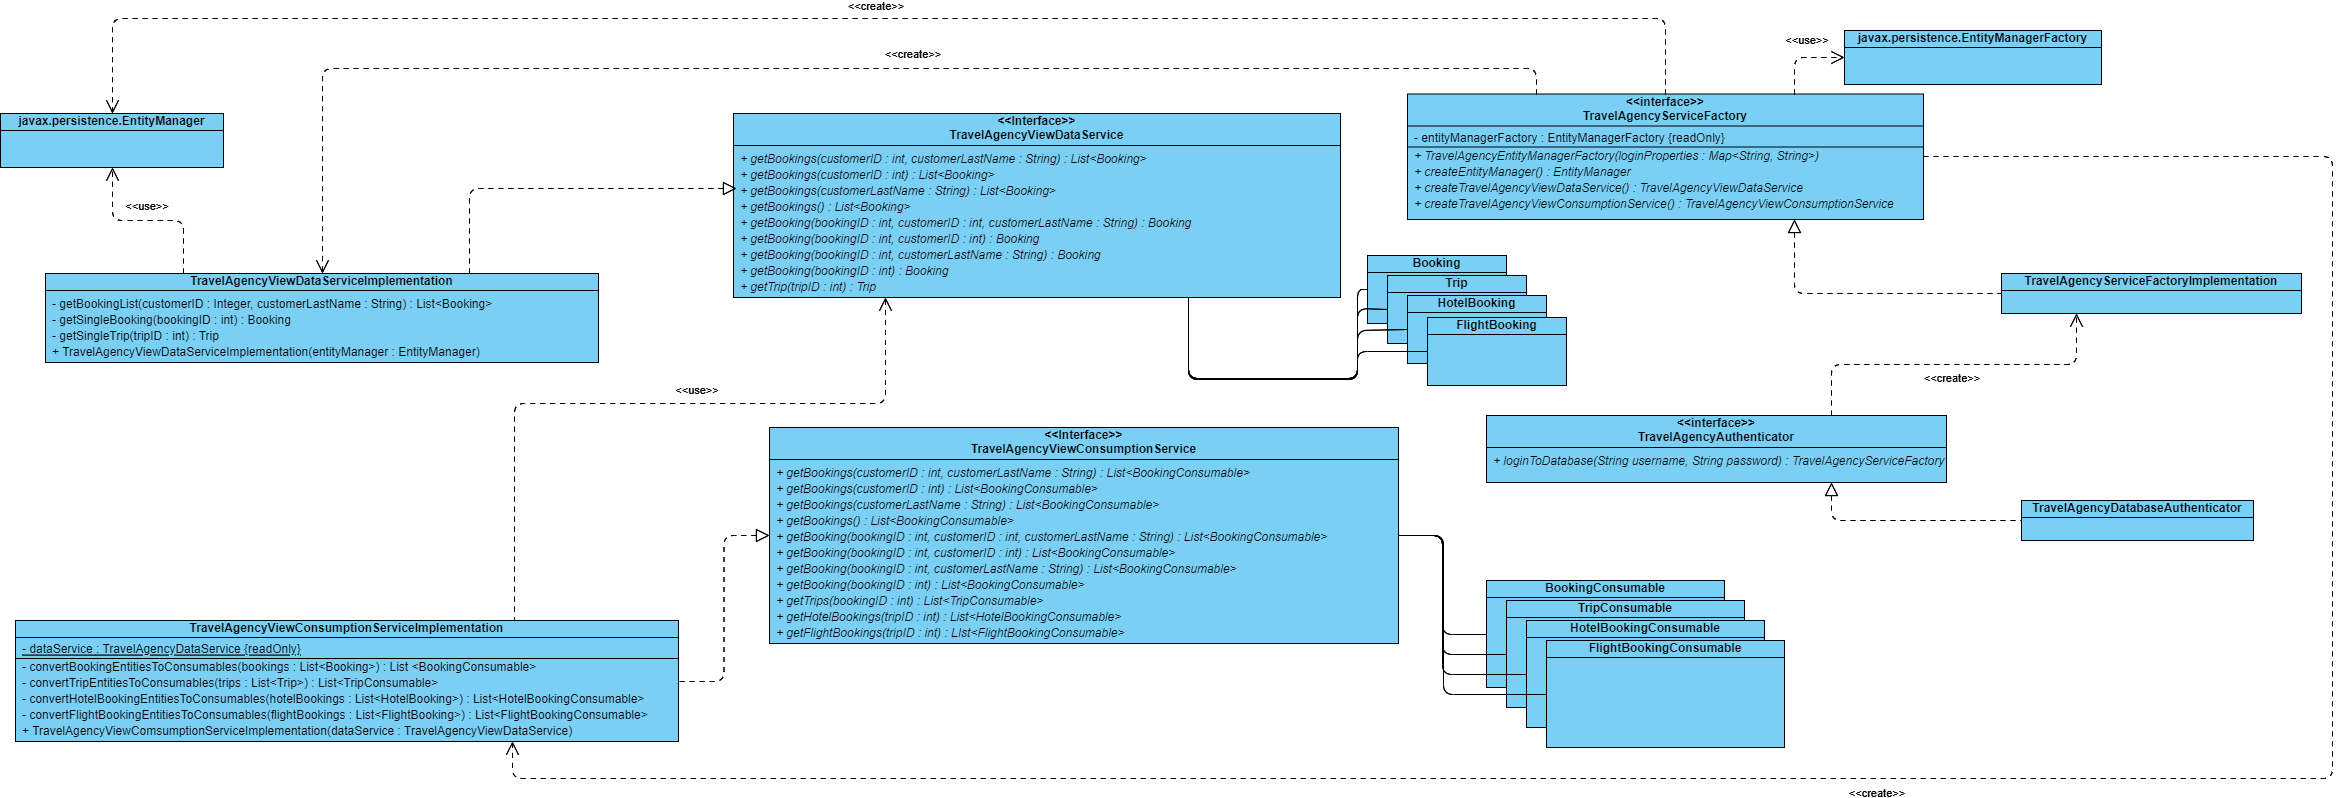 <<create>>
<<create>>
<<use>>
javax.persistence.EntityManagerFactory
javax.persistence.EntityManager
<<use>>
<<Interface>>
TravelAgencyViewDataService
+ getBookings(customerID : int, customerLastName : String) : List<Booking>
+ getBookings(customerID : int) : List<Booking>
+ getBookings(customerLastName : String) : List<Booking>
+ getBookings() : List<Booking>
+ getBooking(bookingID : int, customerID : int, customerLastName : String) : Booking
+ getBooking(bookingID : int, customerID : int) : Booking
+ getBooking(bookingID : int, customerLastName : String) : Booking
+ getBooking(bookingID : int) : Booking
+ getTrip(tripID : int) : Trip
<<interface>>
TravelAgencyServiceFactory
- entityManagerFactory : EntityManagerFactory {readOnly}
+ TravelAgencyEntityManagerFactory(loginProperties : Map<String, String>)
+ createEntityManager() : EntityManager
+ createTravelAgencyViewDataService() : TravelAgencyViewDataService
+ createTravelAgencyViewConsumptionService() : TravelAgencyViewConsumptionService
TravelAgencyViewDataServiceImplementation
- getBookingList(customerID : Integer, customerLastName : String) : List<Booking>
- getSingleBooking(bookingID : int) : Booking
- getSingleTrip(tripID : int) : Trip
+ TravelAgencyViewDataServiceImplementation(entityManager : EntityManager)
Booking
Trip
HotelBooking
FlightBooking
TravelAgencyServiceFactoryImplementation
<<create>>
<<use>>
<<interface>>
TravelAgencyAuthenticator
+ loginToDatabase(String username, String password) : TravelAgencyServiceFactory
TravelAgencyDatabaseAuthenticator
<<Interface>>
TravelAgencyViewConsumptionService
+ getBookings(customerID : int, customerLastName : String) : List<BookingConsumable>
+ getBookings(customerID : int) : List<BookingConsumable>
+ getBookings(customerLastName : String) : List<BookingConsumable>
+ getBookings() : List<BookingConsumable>
+ getBooking(bookingID : int, customerID : int, customerLastName : String) : List<BookingConsumable>
+ getBooking(bookingID : int, customerID : int) : List<BookingConsumable>
+ getBooking(bookingID : int, customerLastName : String) : List<BookingConsumable>
+ getBooking(bookingID : int) : List<BookingConsumable>
+ getTrips(bookingID : int) : List<TripConsumable>
+ getHotelBookings(tripID : int) : List<HotelBookingConsumable>
+ getFlightBookings(tripID : int) : LIst<FlightBookingConsumable>
BookingConsumable
TripConsumable
HotelBookingConsumable
FlightBookingConsumable
TravelAgencyViewConsumptionServiceImplementation
- dataService : TravelAgencyDataService {readOnly}
- convertBookingEntitiesToConsumables(bookings : List<Booking>) : List <BookingConsumable>
- convertTripEntitiesToConsumables(trips : List<Trip>) : List<TripConsumable>
- convertHotelBookingEntitiesToConsumables(hotelBookings : List<HotelBooking>) : List<HotelBookingConsumable>
- convertFlightBookingEntitiesToConsumables(flightBookings : List<FlightBooking>) : List<FlightBookingConsumable>
+ TravelAgencyViewComsumptionServiceImplementation(dataService : TravelAgencyViewDataService)
<<create>>